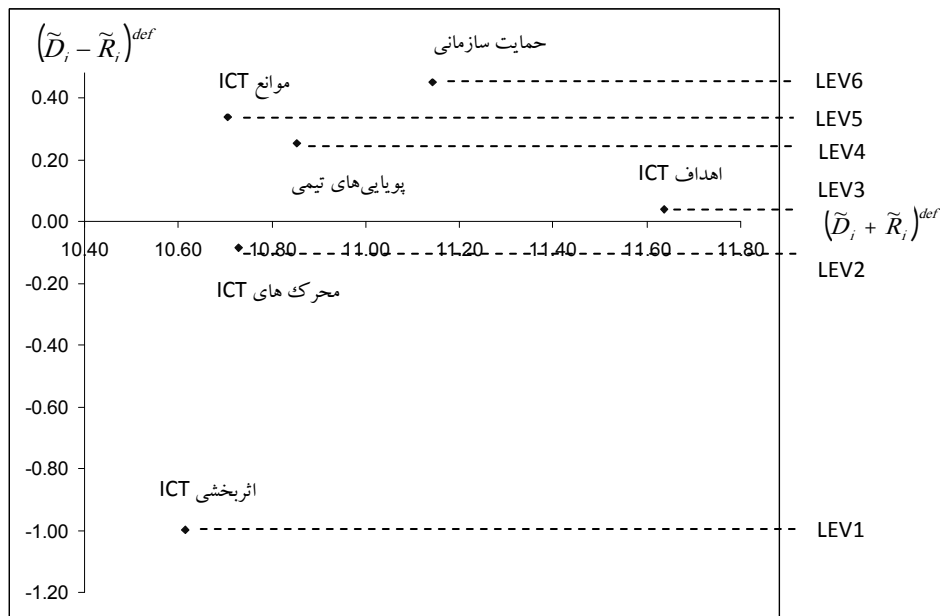 (D̃ᵢ − R̃ᵢ)^def
حمایت سازمانی
موانع ICT
LEV6
0.40
LEV5
LEV4
0.20
پویایی‌های تیمی
اهداف ICT
LEV3
0.00
(D̃ᵢ + R̃ᵢ)^def
10.40 10.60 10.80 11.00 11.20 11.40 11.60 11.80
LEV2
-0.20
محرک های ICT
-0.40
-0.60
-0.80
اثربخشی ICT
-1.00
LEV1
-1.20